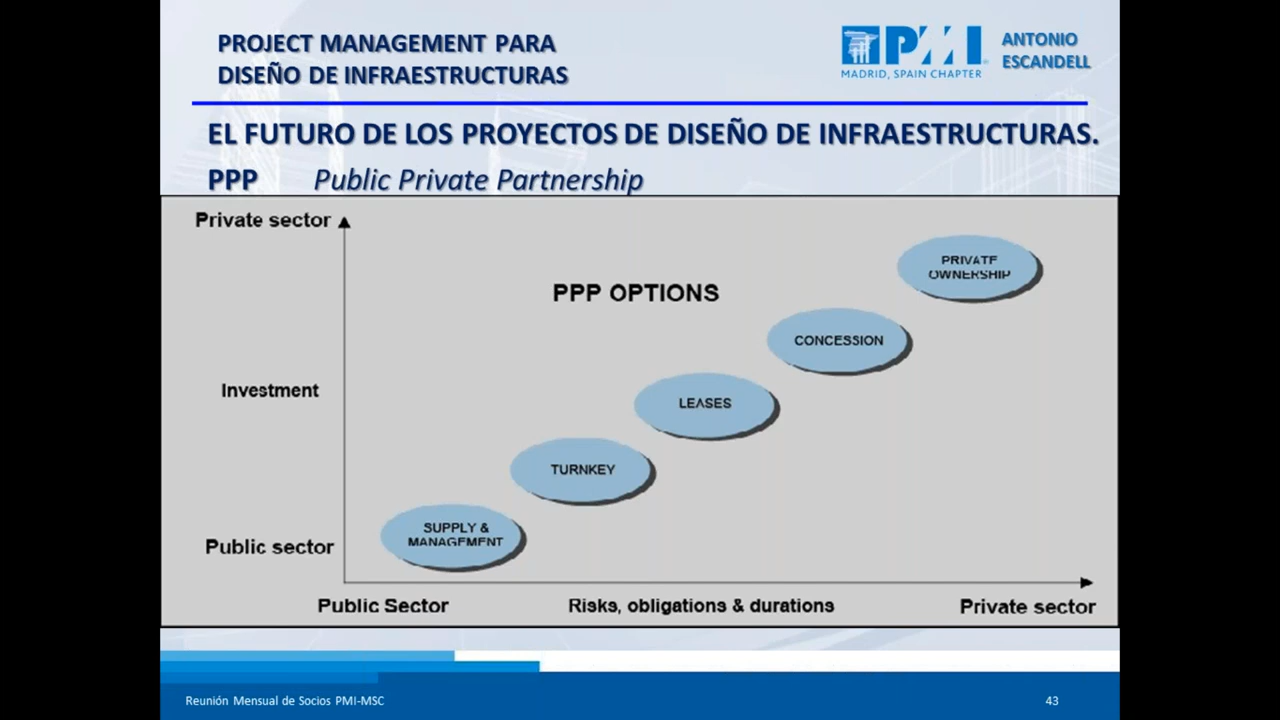 PROJECT MANAGEMENT PARA
DISEÑO DE INFRAESTRUCTURAS
PMI
MADRID, SPAIN CHAPTER
ANTONIO
ESCANDELL
EL FUTURO DE LOS PROYECTOS DE DISEÑO DE INFRAESTRUCTURAS.
PPP Public Private Partnership
Private sector
PPP OPTIONS
PRIVATE
OWNERSHIP
CONCESSION
Investment
LEASES
TURNKEY
SUPPLY &
MANAGEMENT
Public sector
Public Sector Risks, obligations & durations Private sector
Reunión Mensual de Socios PMI-MSC 43